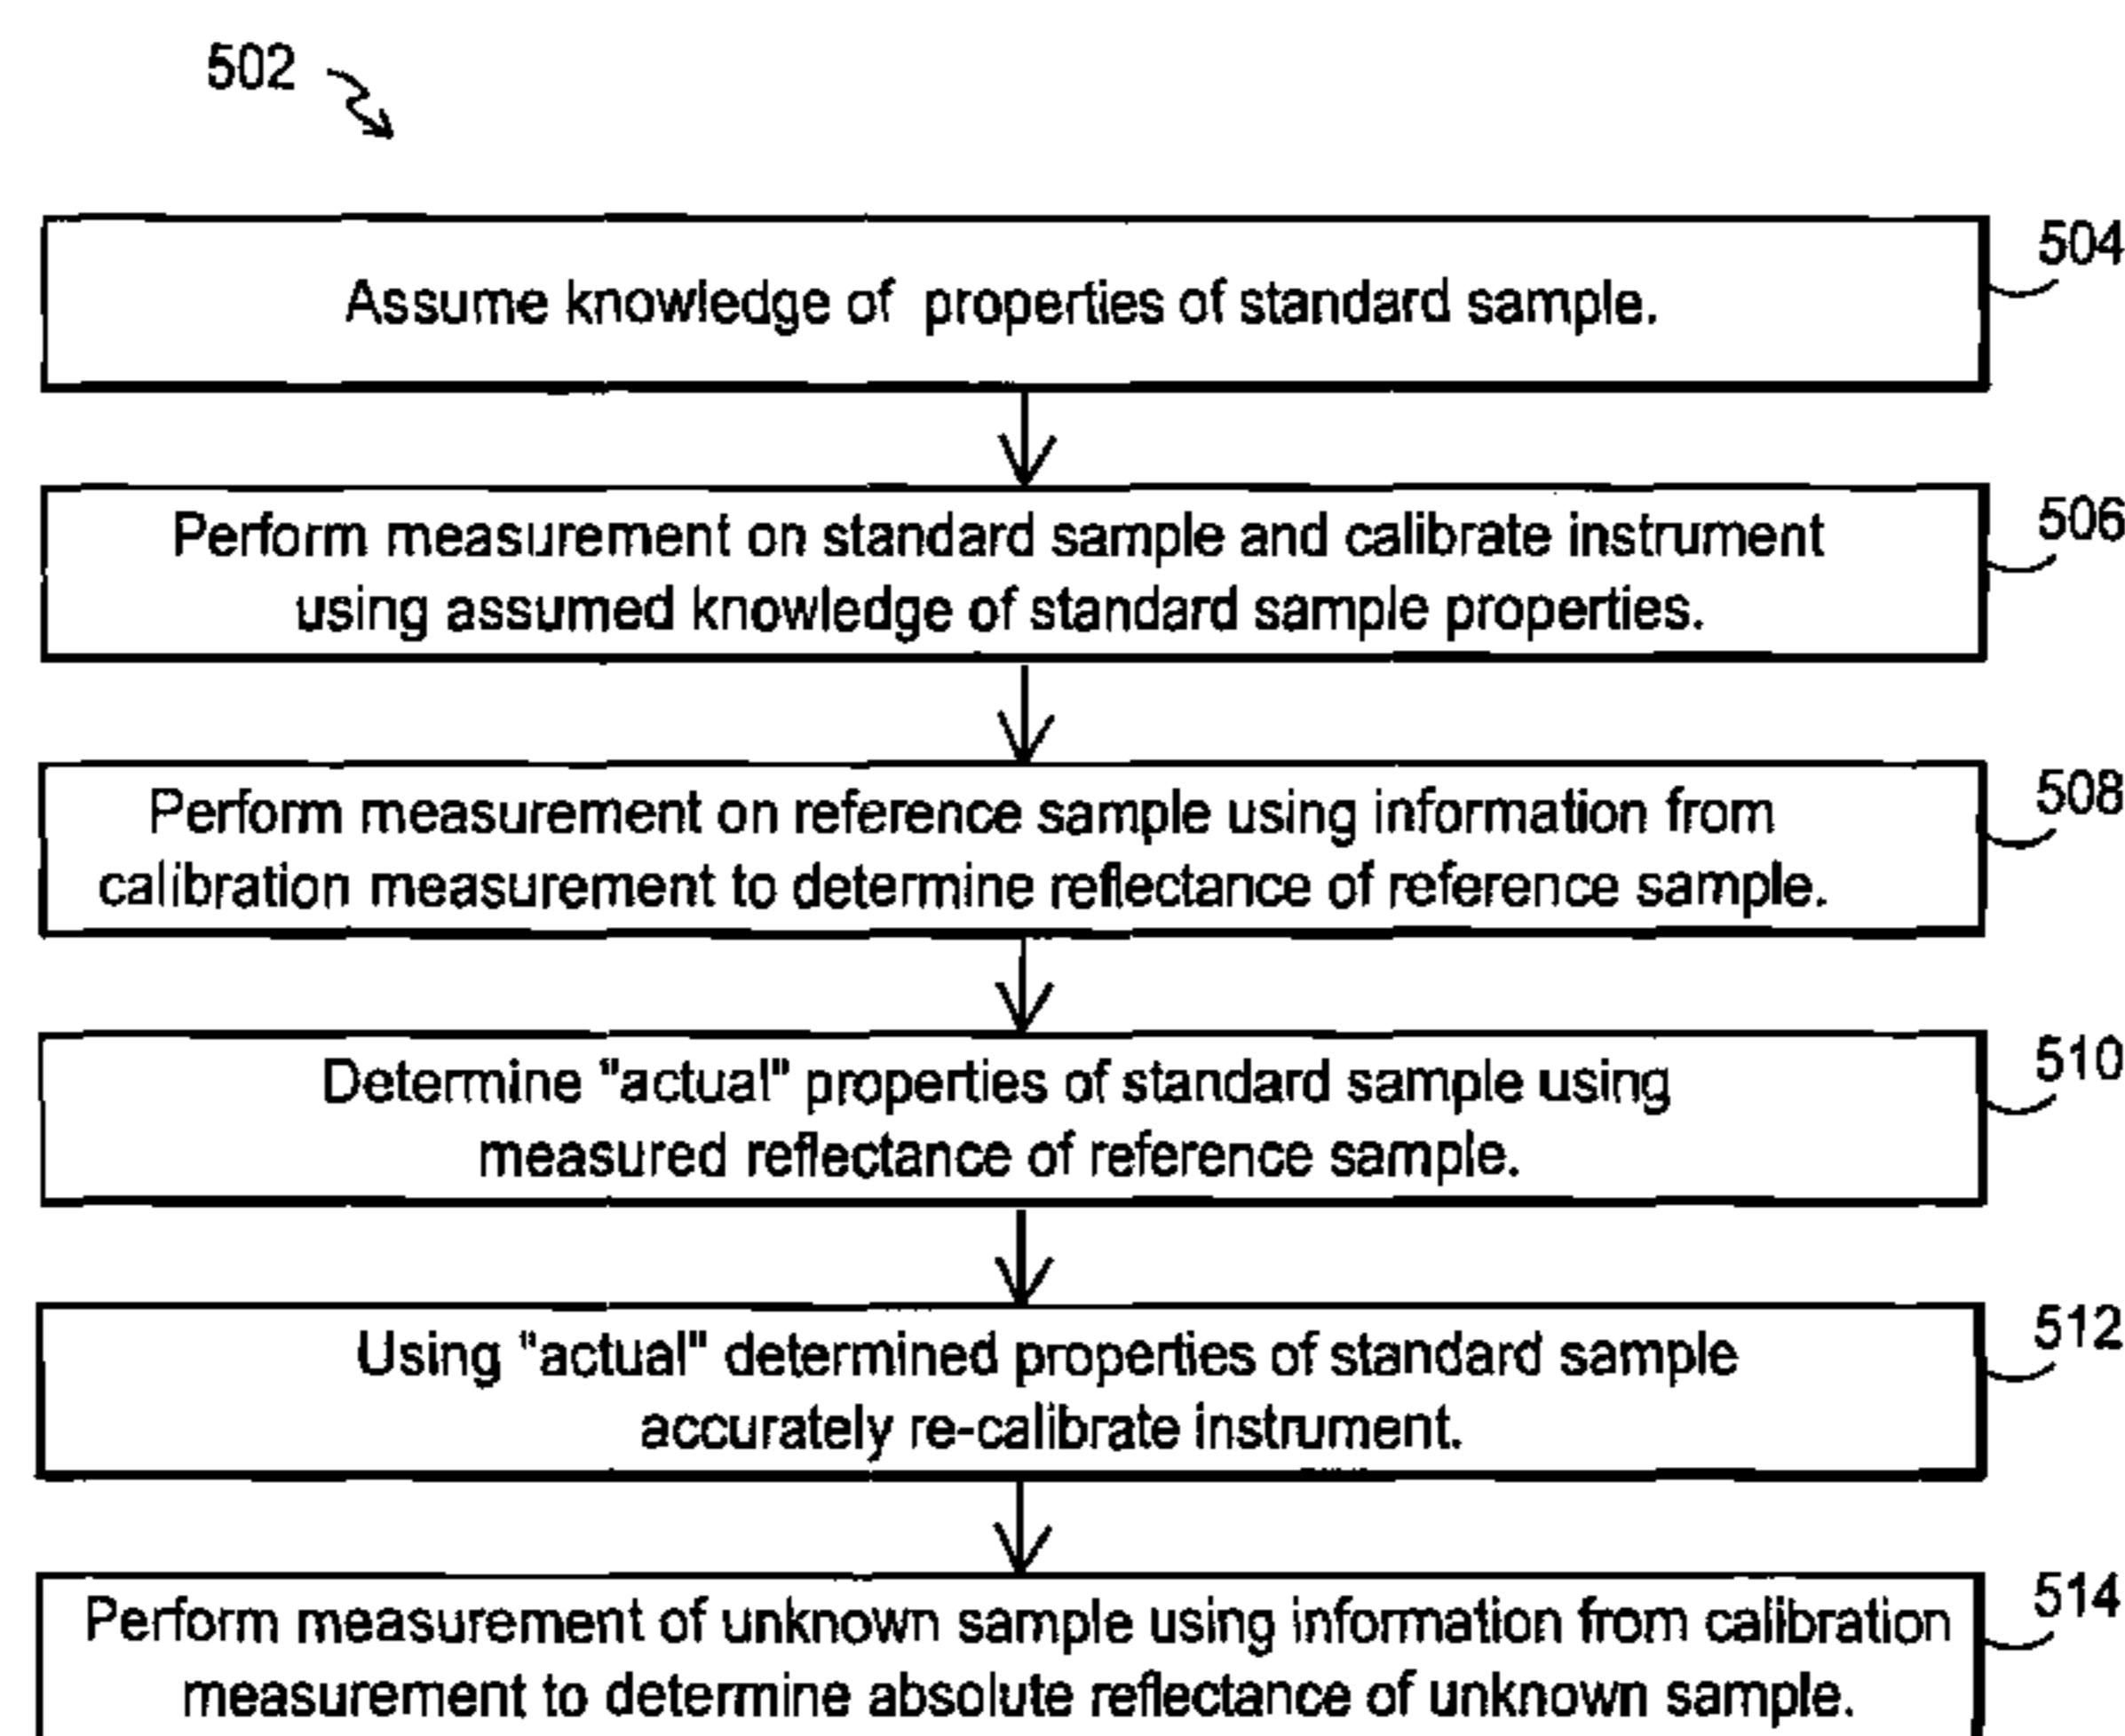 502
504
Assume knowledge of properties of standard sample.
506
Perform measurement on standard sample and calibrate instrument
using assumed knowledge of standard sample properties.
508
Perform measurement on reference sample using information from
calibration measurement to determine reflectance of reference sample.
510
Determine "actual" properties of standard sample using
measured reflectance of reference sample.
512
Using "actual" determined properties of standard sample
accurately re-calibrate instrument.
514
Perform measurement of unknown sample using information from calibration
measurement to determine absolute reflectance of unknown sample.